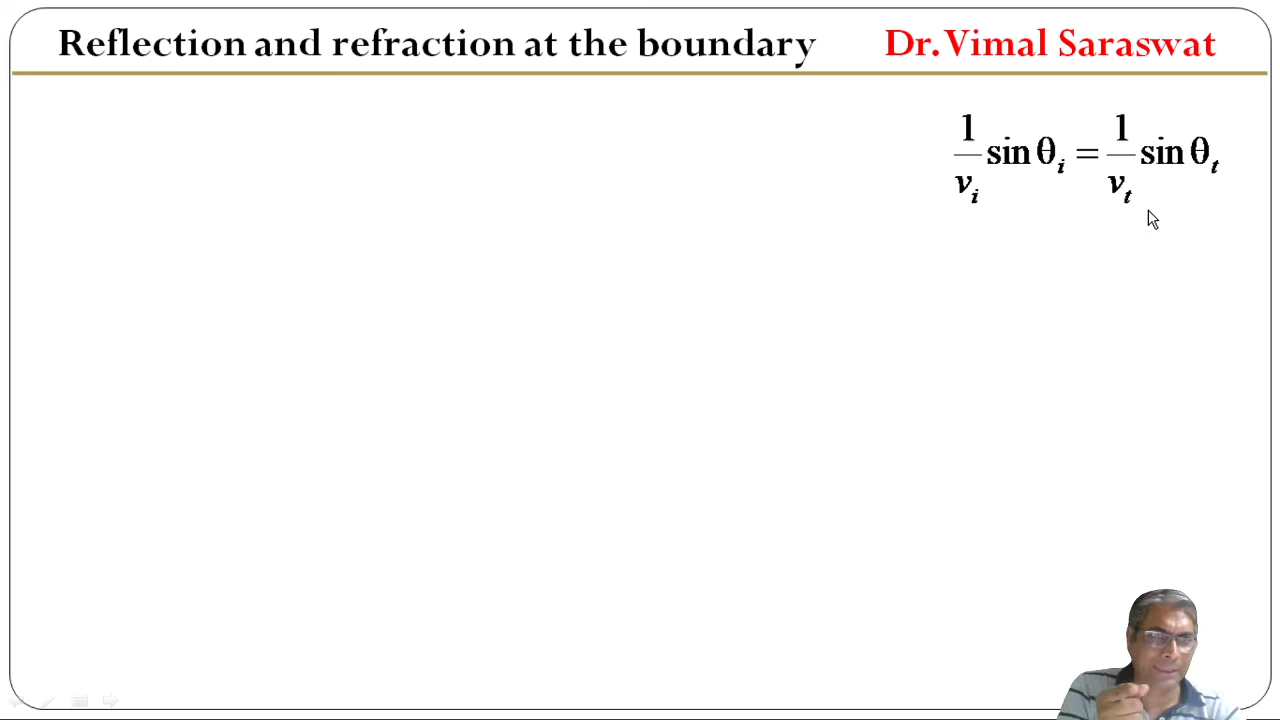 Reflection and refraction at the boundary Dr. Vimal Saraswat
1/v_i sin θ_i = 1/v_t sin θ_t